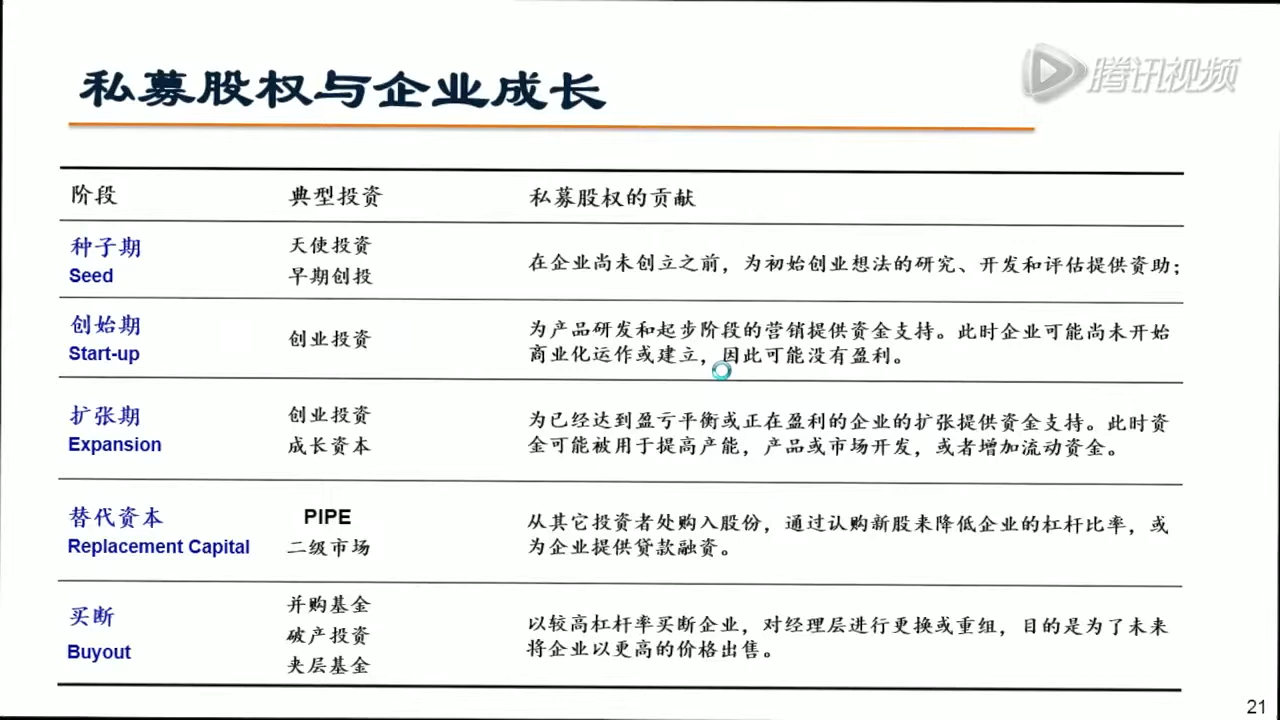 私募股权与企业成长
腾讯视频
阶段 典型投资 私募股权的贡献
种子期
Seed
天使投资
早期创投
在企业尚未创立之前，为初始创业想法的研究、开发和评估提供资助；
创始期
Start-up
创业投资
为产品研发和起步阶段的营销提供资金支持。此时企业可能尚未开始
商业化运作或建立，因此可能没有盈利。
扩张期
Expansion
创业投资
成长资本
为已经达到盈亏平衡或正在盈利的企业的扩张提供资金支持。此时资
金可能被用于提高产能，产品或市场开发，或者增加流动资金。
替代资本
Replacement Capital
PIPE
二级市场
从其它投资者处购入股份，通过认购新股来降低企业的杠杆比率，或
为企业提供贷款融资。
买断
Buyout
并购基金
破产投资
夹层基金
以较高杠杆率买断企业，对经理层进行更换或重组，目的是为了未来
将企业以更高的价格出售。
21